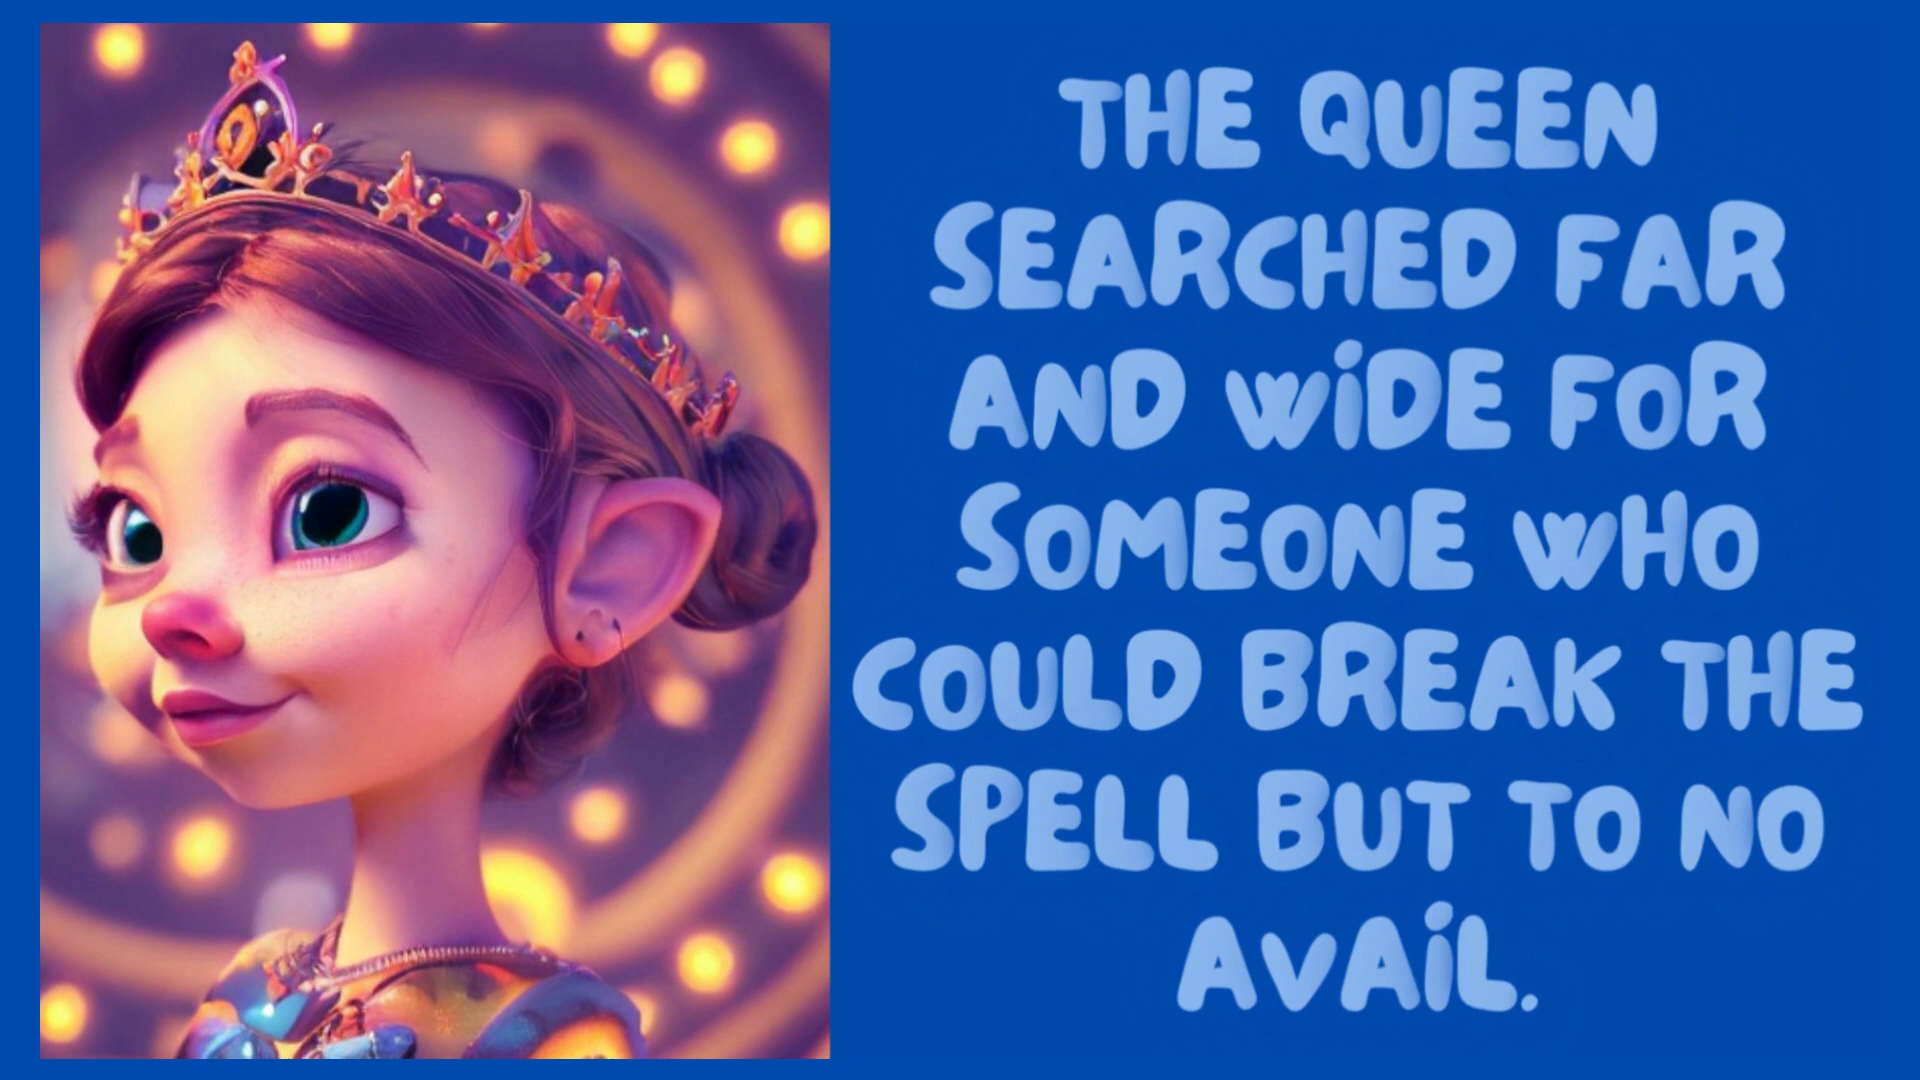 THE QUEEN
SEARCHED FAR
AND WiDE FOR
SOMEONE WHO
COULD BREAK THE
SPELL BUT TO NO
AVAiL.